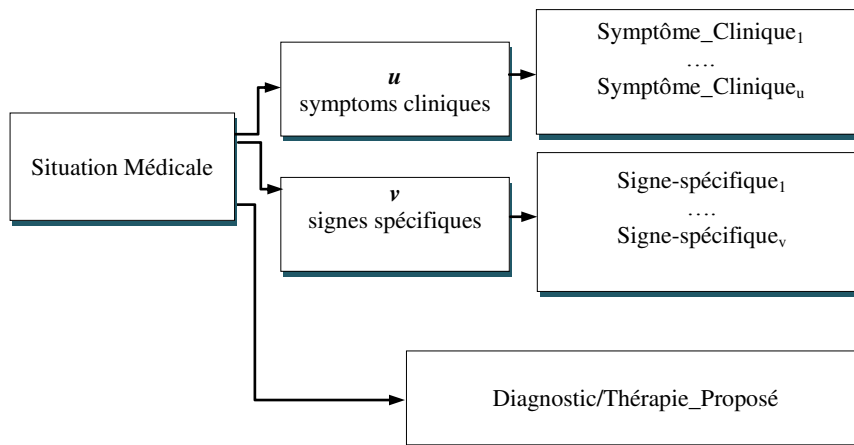 Situation Médicale
u
symptoms cliniques
Symptôme_Clinique₁
….
Symptôme_Cliniqueᵤ
v
signes spécifiques
Signe-spécifique₁
….
Signe-spécifiqueᵥ
Diagnostic/Thérapie_Proposé